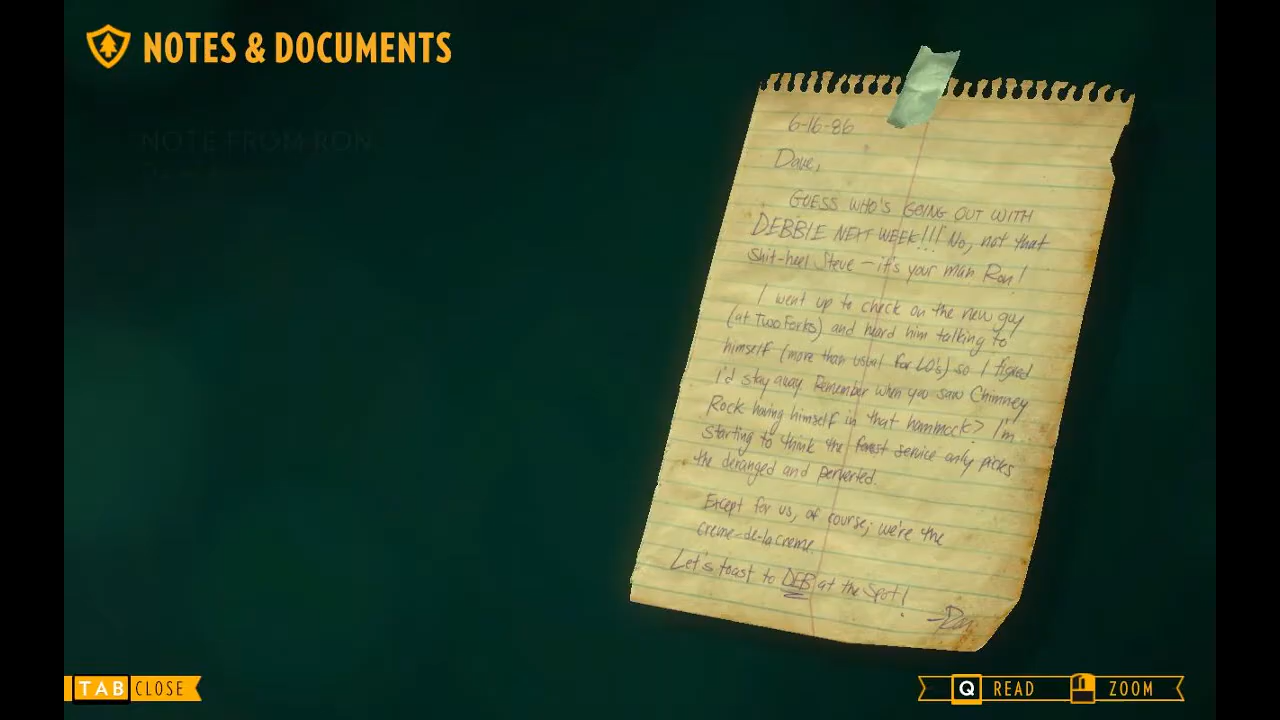 NOTES & DOCUMENTS
NOTE FROM RON
6-16-86
Dave,
GUESS WHO'S GOING OUT WITH
DEBBIE NEXT WEEK!!! No, not that
shit-heel Steve – it's your man Ron!
I went up to check on the new guy
(at Two Forks) and heard him talking to
himself (more than usual for LO's) so I figured
I'd stay away. Remember when you saw Chimney
Rock having himself in that hammock? I'm
starting to think the forest service only picks
the deranged and perverted.
Except for us, of course; we're the
creme-de-la creme.
Let's toast to DEB at the spot!
-Ron
TAB CLOSE
Q READ
ZOOM